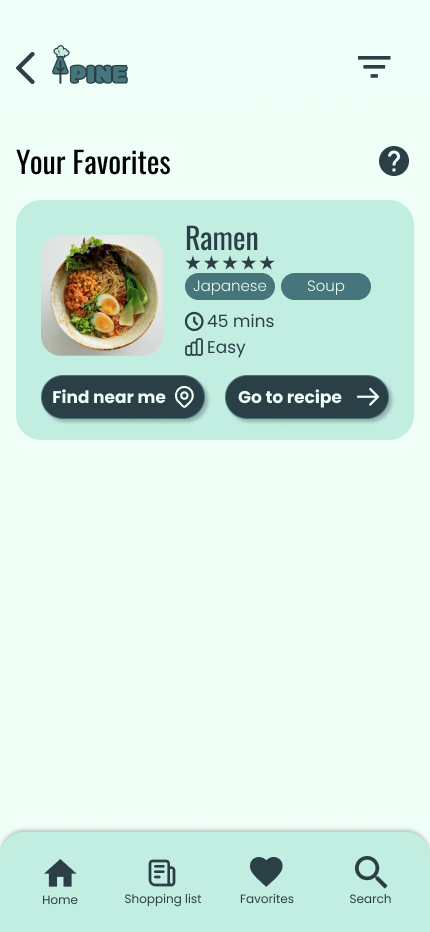 PINE
Your Favorites
Ramen
Japanese
Soup
45 mins
Easy
Find near me
Go to recipe
Home
Shopping list
Favorites
Search